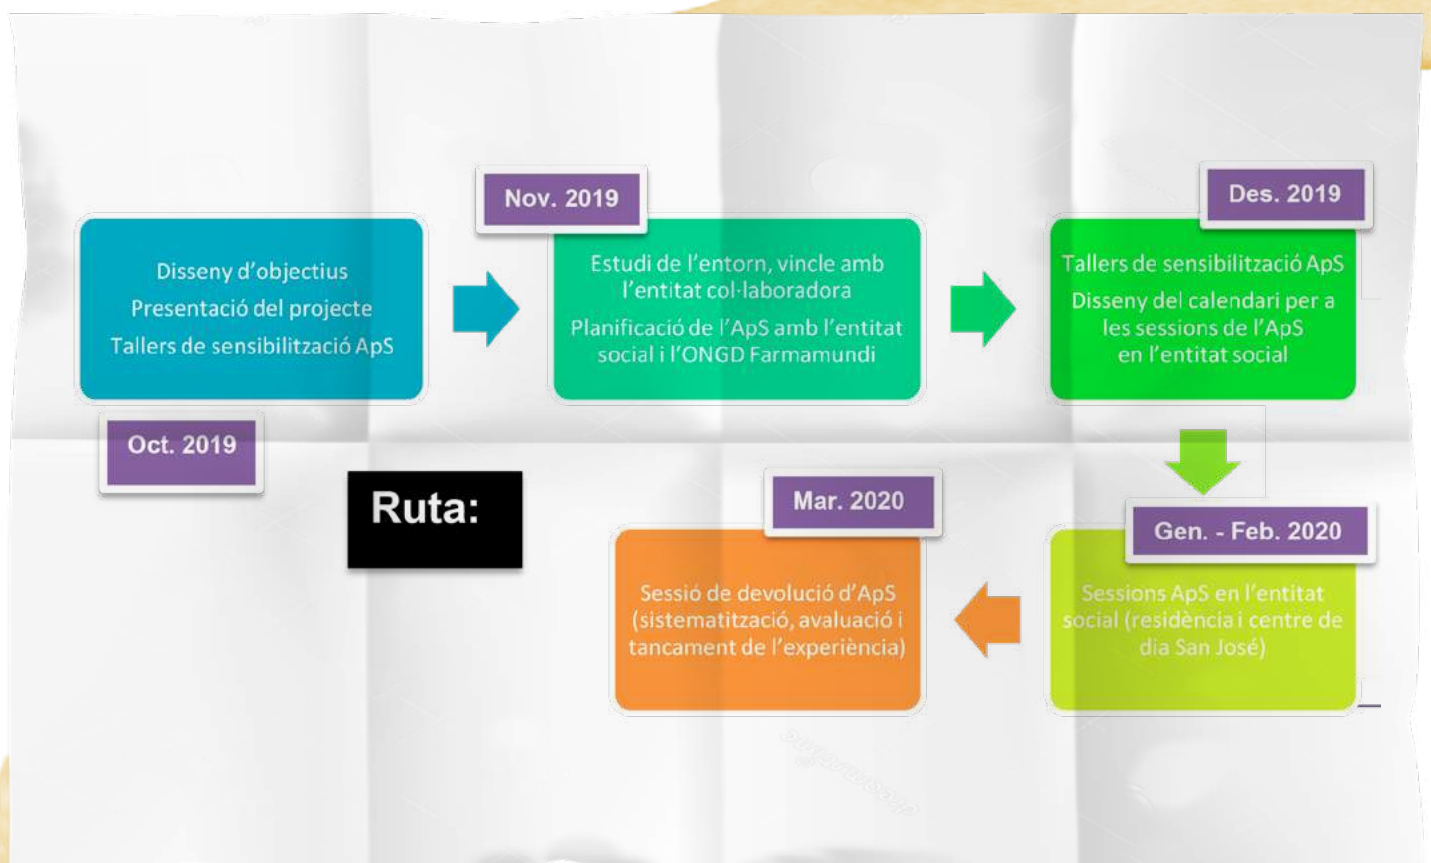 Oct. 2019
Disseny d'objectius
Presentació del projecte
Tallers de sensibilització ApS
Nov. 2019
Estudi de l'entorn, vincle amb
l'entitat col·laboradora
Planificació de l'ApS amb l'entitat
social i l'ONGD Farmamundi
Des. 2019
Tallers de sensibilització ApS
Disseny del calendari per a
les sessions de l'ApS
en l'entitat social
Ruta:
Gen. - Feb. 2020
Sessions ApS en l'entitat
social (residència i centre de
dia San José)
Mar. 2020
Sessió de devolució d'ApS
(sistematització, avaluació i
tancament de l'experiència)